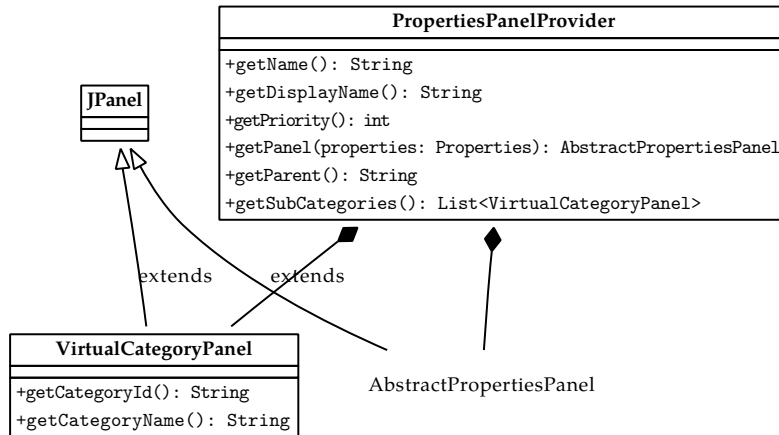 PropertiesPanelProvider
+getName(): String
+getDisplayName(): String
+getPriority(): int
+getPanel(properties: Properties): AbstractPropertiesPanel
+getParent(): String
+getSubCategories(): List<VirtualCategoryPanel>
JPanel
extends
extends
VirtualCategoryPanel
+getCategoryId(): String
+getCategoryName(): String
AbstractPropertiesPanel